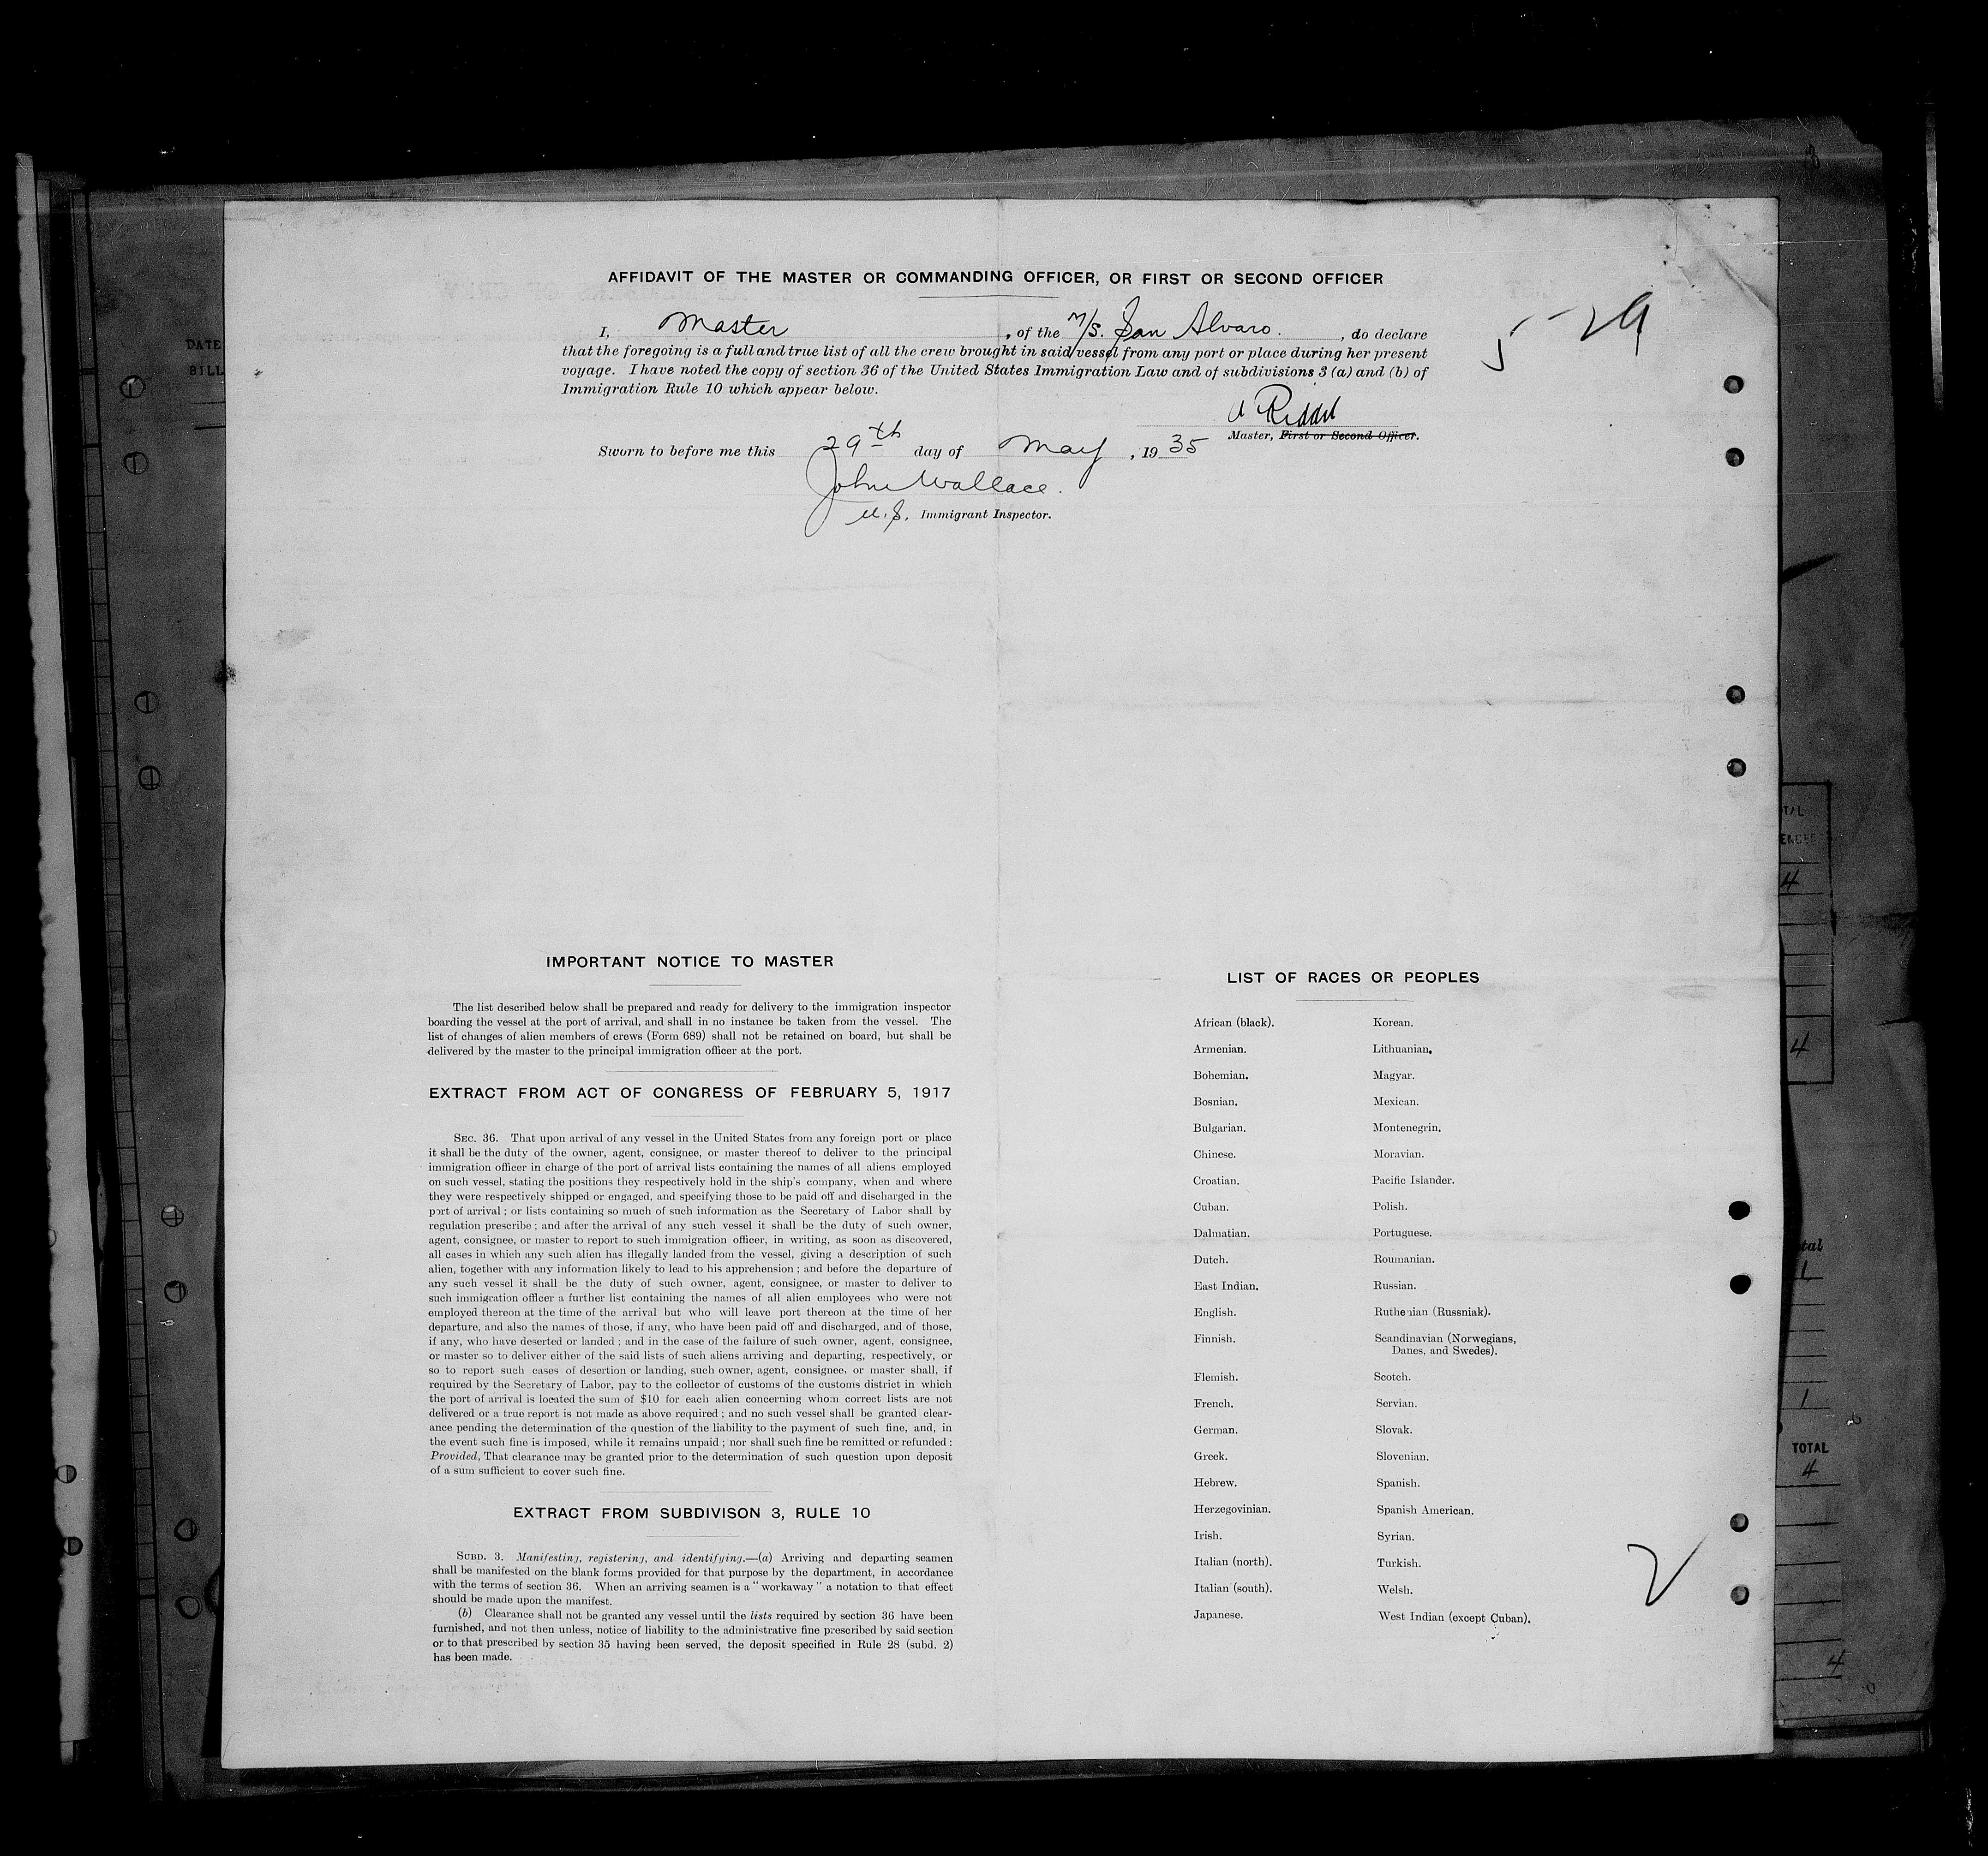 AFFIDAVIT OF THE MASTER OR COMMANDING OFFICER, OR FIRST OR SECOND OFFICER
I, Master, of the M/S. San Alvaro., do declare
that the foregoing is a full and true list of all the crew brought in said vessel from any port or place during her present
voyage. I have noted the copy of section 36 of the United States Immigration Law and of subdivisions 3 (a) and (b) of
Immigration Rule 10 which appear below.
5-29
A Riddel
Master, First or Second Officer.
Sworn to before me this 29th day of May, 1935
John Wallace.
U.S. Immigrant Inspector.
DATE
BILL
IMPORTANT NOTICE TO MASTER
The list described below shall be prepared and ready for delivery to the immigration inspector
boarding the vessel at the port of arrival, and shall in no instance be taken from the vessel. The
list of changes of alien members of crews (Form 689) shall not be retained on board, but shall be
delivered by the master to the principal immigration officer at the port.
EXTRACT FROM ACT OF CONGRESS OF FEBRUARY 5, 1917
SEC. 36. That upon arrival of any vessel in the United States from any foreign port or place
it shall be the duty of the owner, agent, consignee, or master thereof to deliver to the principal
immigration officer in charge of the port of arrival lists containing the names of all aliens employed
on such vessel, stating the positions they respectively hold in the ship's company, when and where
they were respectively shipped or engaged, and specifying those to be paid off and discharged in the
port of arrival; or lists containing so much of such information as the Secretary of Labor shall by
regulation prescribe; and after the arrival of any such vessel it shall be the duty of such owner,
agent, consignee, or master to report to such immigration officer, in writing, as soon as discovered,
all cases in which any such alien has illegally landed from the vessel, giving a description of such
alien, together with any information likely to lead to his apprehension; and before the departure of
any such vessel it shall be the duty of such owner, agent, consignee, or master to deliver to
such immigration officer a further list containing the names of all alien employees who were not
employed thereon at the time of the arrival but who will leave port thereon at the time of her
departure, and also the names of those, if any, who have been paid off and discharged, and of those,
if any, who have deserted or landed; and in the case of the failure of such owner, agent, consignee,
or master so to deliver either of the said lists of such aliens arriving and departing, respectively, or
so to report such cases of desertion or landing, such owner, agent, consignee, or master shall, if
required by the Secretary of Labor, pay to the collector of customs of the customs district in which
the port of arrival is located the sum of $10 for each alien concerning whom correct lists are not
delivered or a true report is not made as above required; and no such vessel shall be granted clear-
ance pending the determination of the question of the liability to the payment of such fine, and, in
the event such fine is imposed, while it remains unpaid; nor shall such fine be remitted or refunded:
Provided, That clearance may be granted prior to the determination of such question upon deposit
of a sum sufficient to cover such fine.
EXTRACT FROM SUBDIVISON 3, RULE 10
SUBD. 3. Manifesting, registering, and identifying.—(a) Arriving and departing seamen
shall be manifested on the blank forms provided for that purpose by the department, in accordance
with the terms of section 36. When an arriving seamen is a "workaway" a notation to that effect
should be made upon the manifest.
(b) Clearance shall not be granted any vessel until the lists required by section 36 have been
furnished, and not then unless, notice of liability to the administrative fine prescribed by said section
or to that prescribed by section 35 having been served, the deposit specified in Rule 28 (subd. 2)
has been made.
LIST OF RACES OR PEOPLES
African (black). Korean.
Armenian. Lithuanian.
Bohemian. Magyar.
Bosnian. Mexican.
Bulgarian. Montenegrin.
Chinese. Moravian.
Croatian. Pacific Islander.
Cuban. Polish.
Dalmatian. Portuguese.
Dutch. Roumanian.
East Indian. Russian.
English. Ruthenian (Russniak).
Finnish. Scandinavian (Norwegians,
Danes, and Swedes).
Flemish. Scotch.
French. Servian.
German. Slovak.
Greek. Slovenian.
Hebrew. Spanish.
Herzegovinian. Spanish American.
Irish. Syrian.
Italian (north). Turkish.
Italian (south). Welsh.
Japanese. West Indian (except Cuban).
2
4
4
1
1
TOTAL
4
4